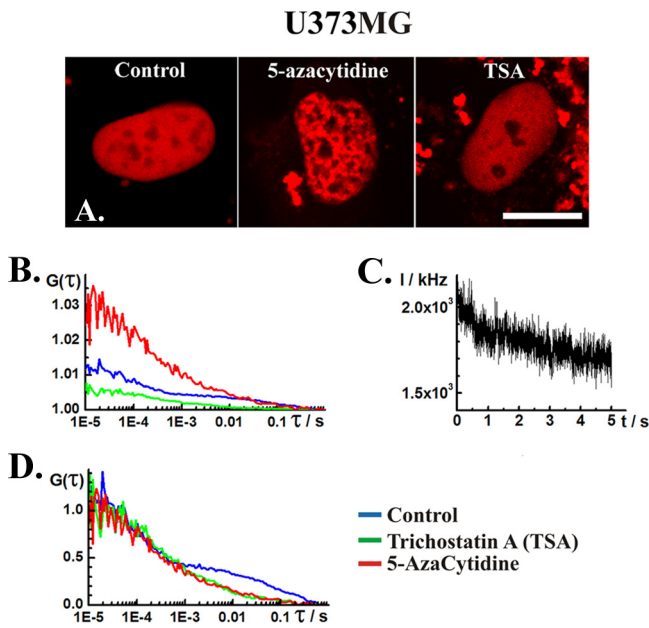 U373MG
Control 5-azacytidine TSA
A.
B. G(τ)
1.03
1.02
1.01
1.00
1E-5 1E-4 1E-3 0.01 0.1 τ / s
C. I / kHz
2.0x10³
1.5x10³
0 1 2 3 4 5 t / s
D. G(τ)
1.0
0.5
0.0
1E-5 1E-4 1E-3 0.01 0.1 τ / s
Control
Trichostatin A (TSA)
5-AzaCytidine